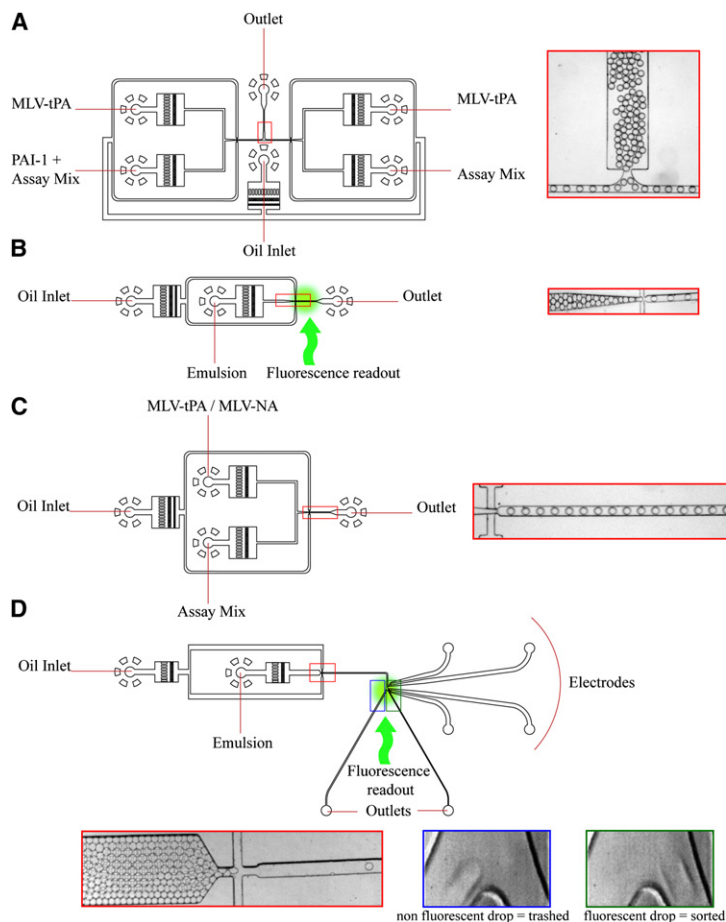 A
Outlet
MLV-tPA
MLV-tPA
PAI-1 +
Assay Mix
Assay Mix
Oil Inlet
B
Oil Inlet
Outlet
Emulsion
Fluorescence readout
C
MLV-tPA / MLV-NA
Oil Inlet
Outlet
Assay Mix
D
Oil Inlet
Electrodes
Emulsion
Fluorescence
readout
Outlets
non fluorescent drop = trashed
fluorescent drop = sorted